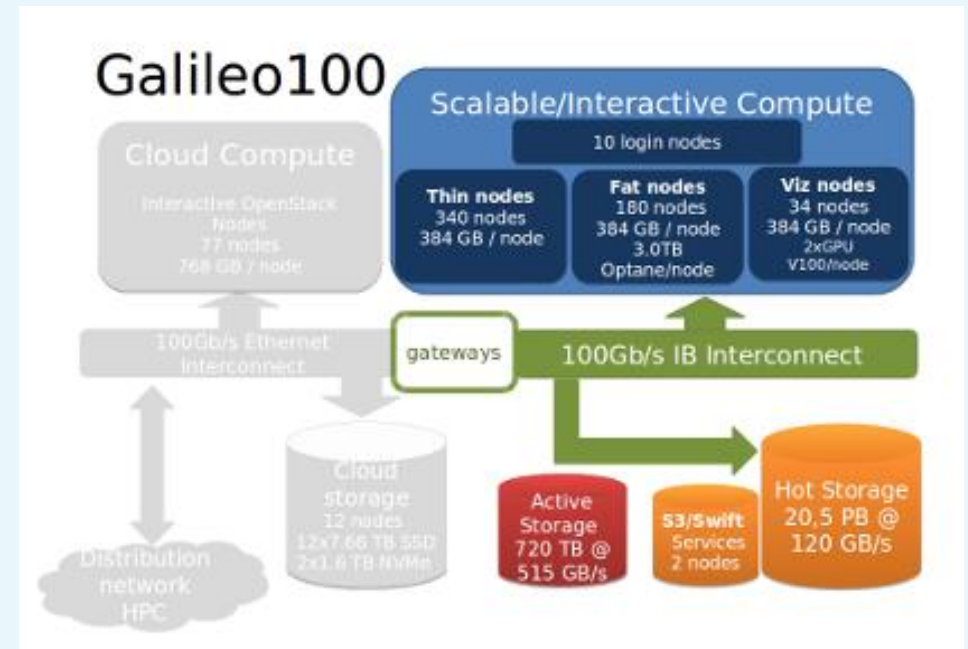 Galileo100
Scalable/Interactive Compute
10 login nodes
Cloud Compute
Interactive OpenStack
Nodes
77 nodes
768 GB / node
Thin nodes
340 nodes
384 GB / node
Fat nodes
180 nodes
384 GB / node
3.0TB
Optane/node
Viz nodes
34 nodes
384 GB / node
2xGPU
V100/node
100Gb/s Ethernet
Interconnect
gateways
100Gb/s IB Interconnect
Cloud
storage
12 nodes
12x7.68 TB SSD
2x1.6 TB NVMe
Active
Storage
720 TB @
515 GB/s
S3/Swift
Services
2 nodes
Hot Storage
20,5 PB @
120 GB/s
Distribution
network
HPC